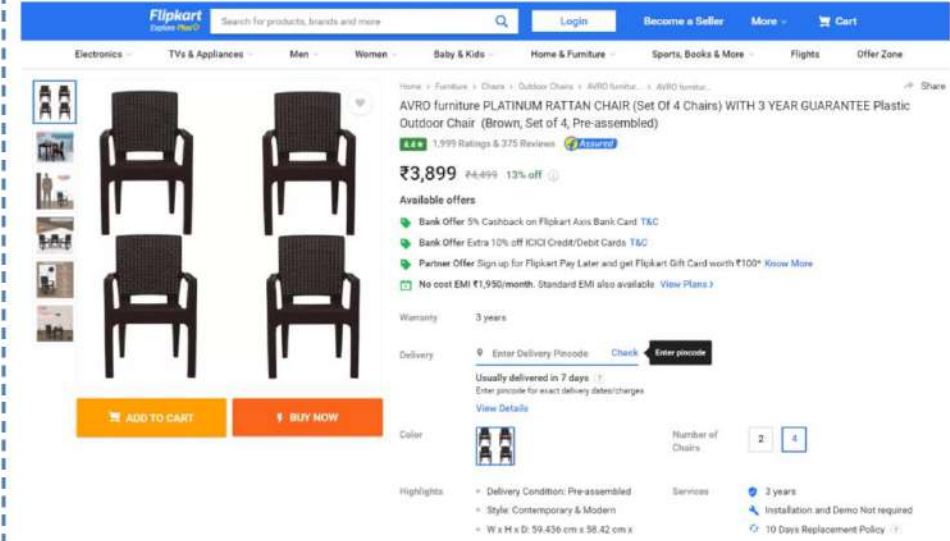 Flipkart
Explore Plus
Search for products, brands and more
Login
Become a Seller
More
Cart
Electronics
TVs & Appliances
Men
Women
Baby & Kids
Home & Furniture
Sports, Books & More
Flights
Offer Zone
Home > Furniture > Chairs > Outdoor Chairs > AVRO furnitur... > AVRO furnitur...
Share
AVRO furniture PLATINUM RATTAN CHAIR (Set Of 4 Chairs) WITH 3 YEAR GUARANTEE Plastic
Outdoor Chair (Brown, Set of 4, Pre-assembled)
4.4★ 1,999 Ratings & 375 Reviews Assured
₹3,899 ₹4,499 13% off
Available offers
Bank Offer 5% Cashback on Flipkart Axis Bank Card T&C
Bank Offer Extra 10% off ICICI Credit/Debit Cards T&C
Partner Offer Sign up for Flipkart Pay Later and get Flipkart Gift Card worth ₹100* Know More
No cost EMI ₹1,950/month. Standard EMI also available View Plans >
Warranty
3 years
Delivery
Enter Delivery Pincode
Check
Enter pincode
Usually delivered in 7 days ?
Enter pincode for exact delivery dates/charges
View Details
ADD TO CART
BUY NOW
Color
Number of
Chairs
2
4
Highlights
Delivery Condition: Pre-assembled
Style: Contemporary & Modern
W x H x D: 59.436 cm x 58.42 cm x
Services
3 years
Installation and Demo Not required
10 Days Replacement Policy ?